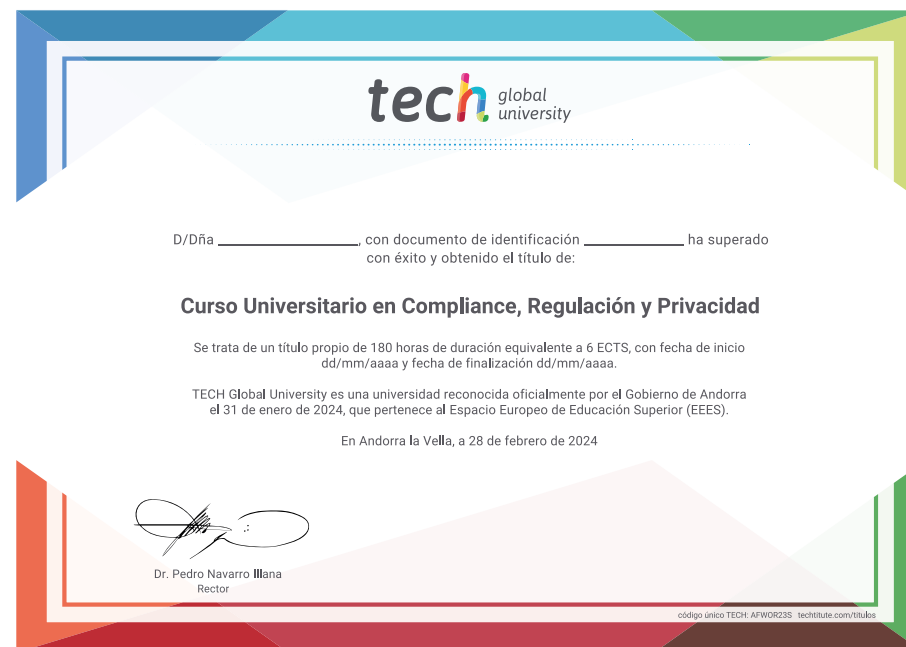 tech global university
D/Dña ____________________, con documento de identificación ______________ ha superado
con éxito y obtenido el título de:
Curso Universitario en Compliance, Regulación y Privacidad
Se trata de un título propio de 180 horas de duración equivalente a 6 ECTS, con fecha de inicio
dd/mm/aaaa y fecha de finalización dd/mm/aaaa.
TECH Global University es una universidad reconocida oficialmente por el Gobierno de Andorra
el 31 de enero de 2024, que pertenece al Espacio Europeo de Educación Superior (EEES).
En Andorra la Vella, a 28 de febrero de 2024
Dr. Pedro Navarro Illana
Rector
código único TECH: AFWOR23S techtitute.com/titulos